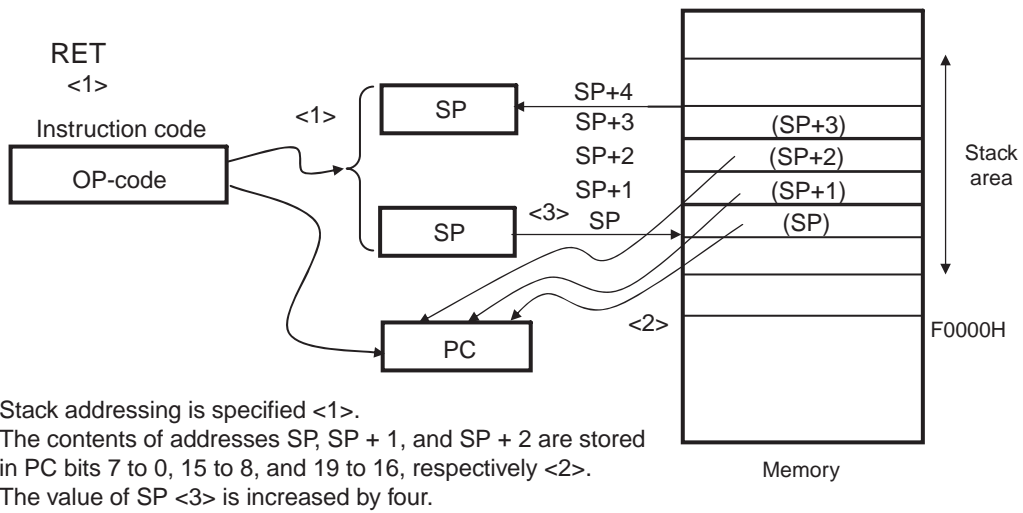 RET
<1>
Instruction code
OP-code
<1>
SP
SP
<3>
SP+4
SP+3
SP+2
SP+1
SP
(SP+3)
(SP+2)
(SP+1)
(SP)
Stack
area
<2>
PC
F0000H
Memory
Stack addressing is specified <1>.
The contents of addresses SP, SP + 1, and SP + 2 are stored
in PC bits 7 to 0, 15 to 8, and 19 to 16, respectively <2>.
The value of SP <3> is increased by four.